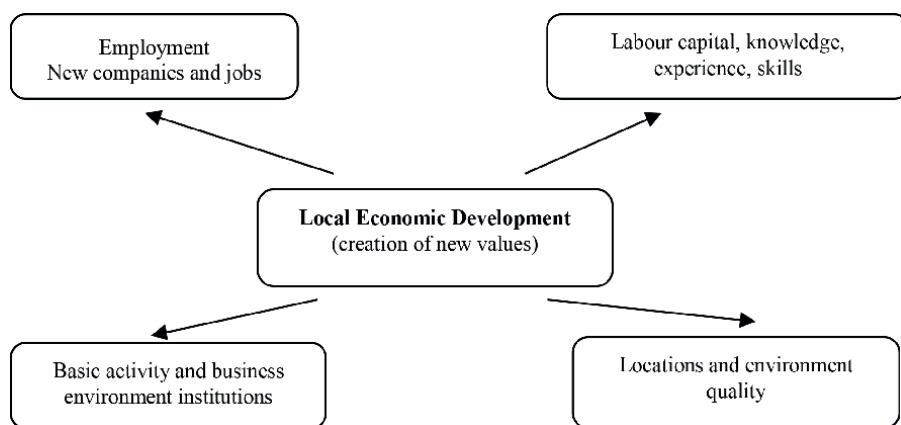 Employment
New companies and jobs
Labour capital, knowledge,
experience, skills
Local Economic Development
(creation of new values)
Basic activity and business
environment institutions
Locations and environment
quality